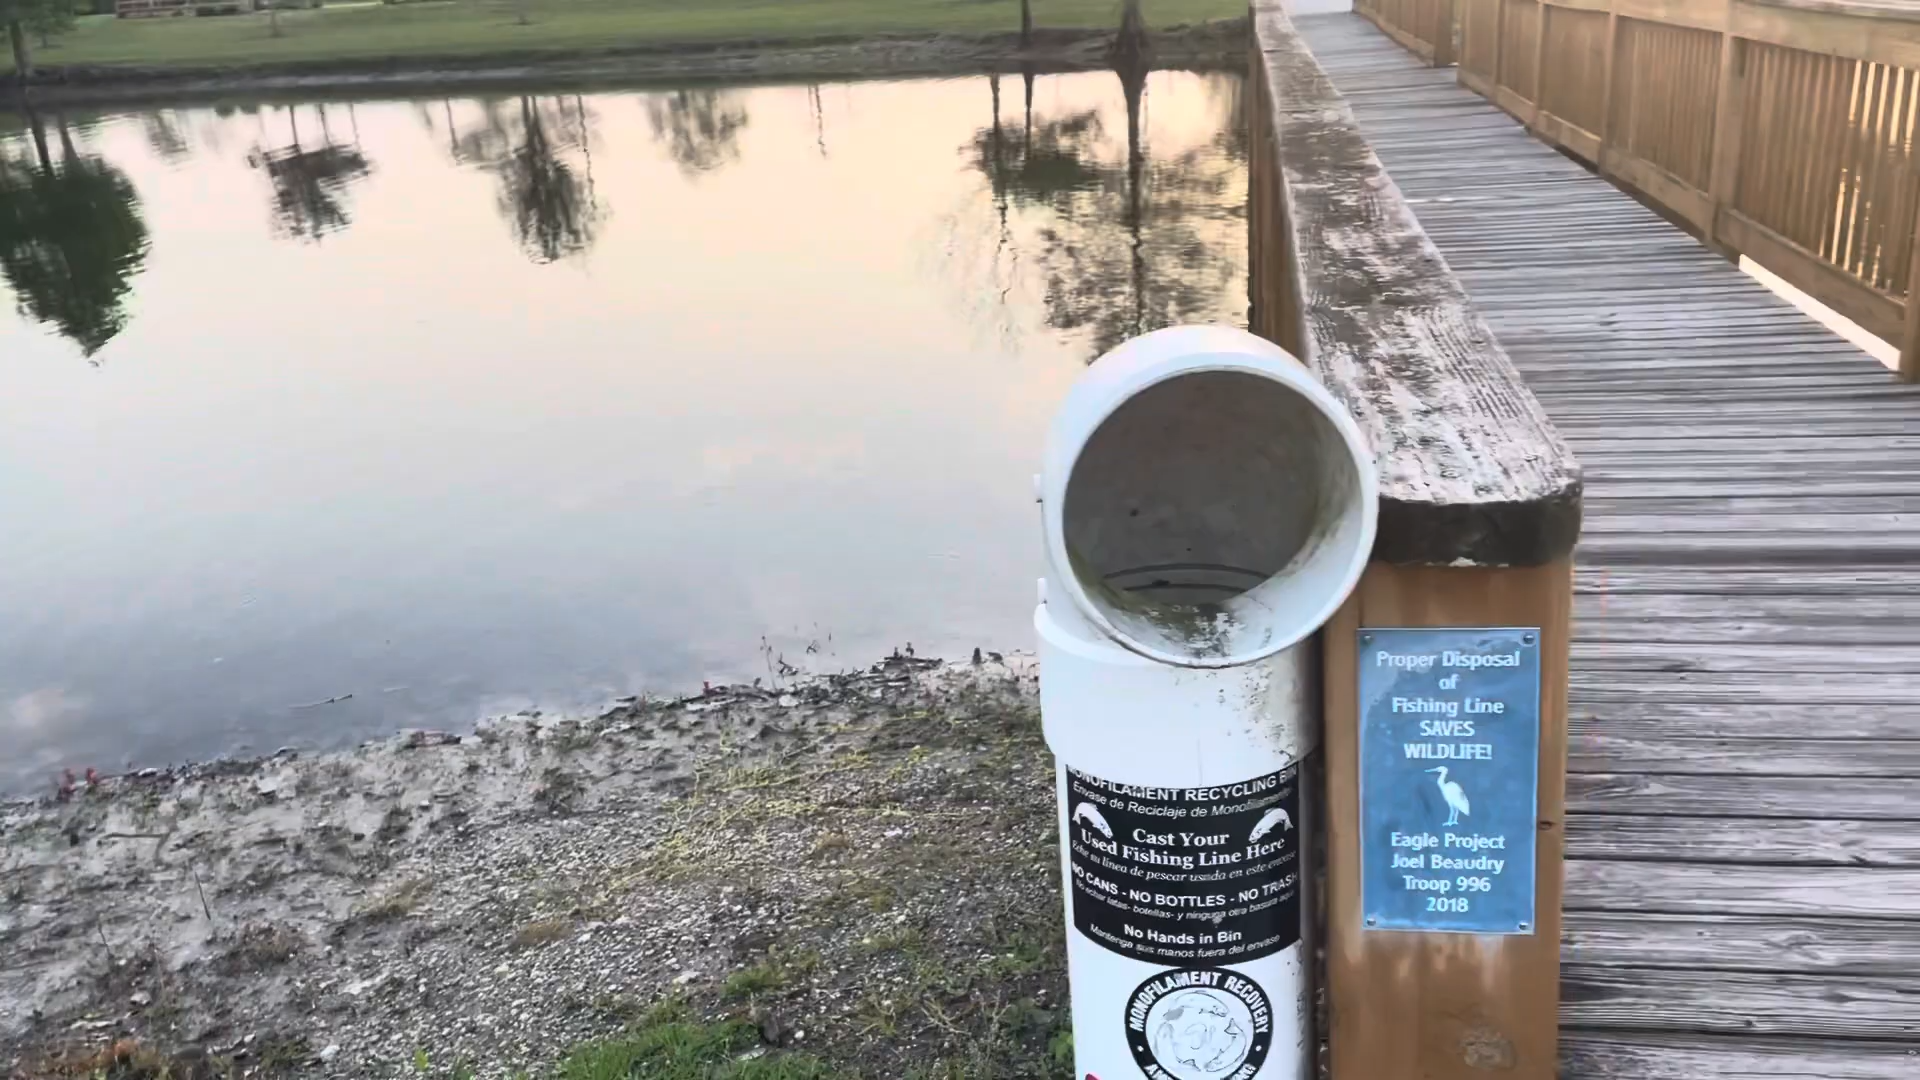 MONOFILAMENT RECYCLING BIN
Envase de Reciclaje de Monofilamento
Cast Your
Used Fishing Line Here
Eche su línea de pescar usada en este envase
NO CANS - NO BOTTLES - NO TRASH
No echar latas- botellas- y ninguna otra basura aquí
No Hands in Bin
Mantenga sus manos fuera del envase
MONOFILAMENT RECOVERY
Proper Disposal
of
Fishing Line
SAVES
WILDLIFE!
Eagle Project
Joel Beaudry
Troop 996
2018